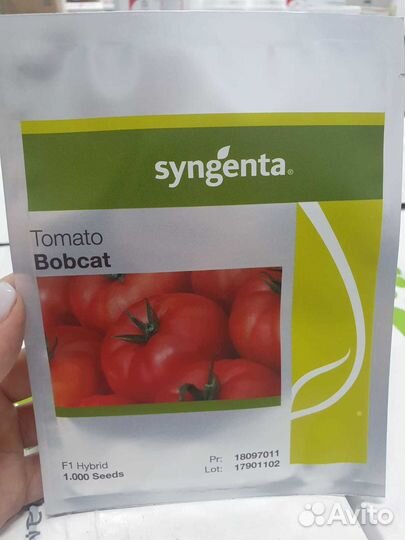 syngenta®
Tomato
Bobcat
F1 Hybrid
1.000 Seeds
Pr: 18097011
Lot: 17901102
®
Avito